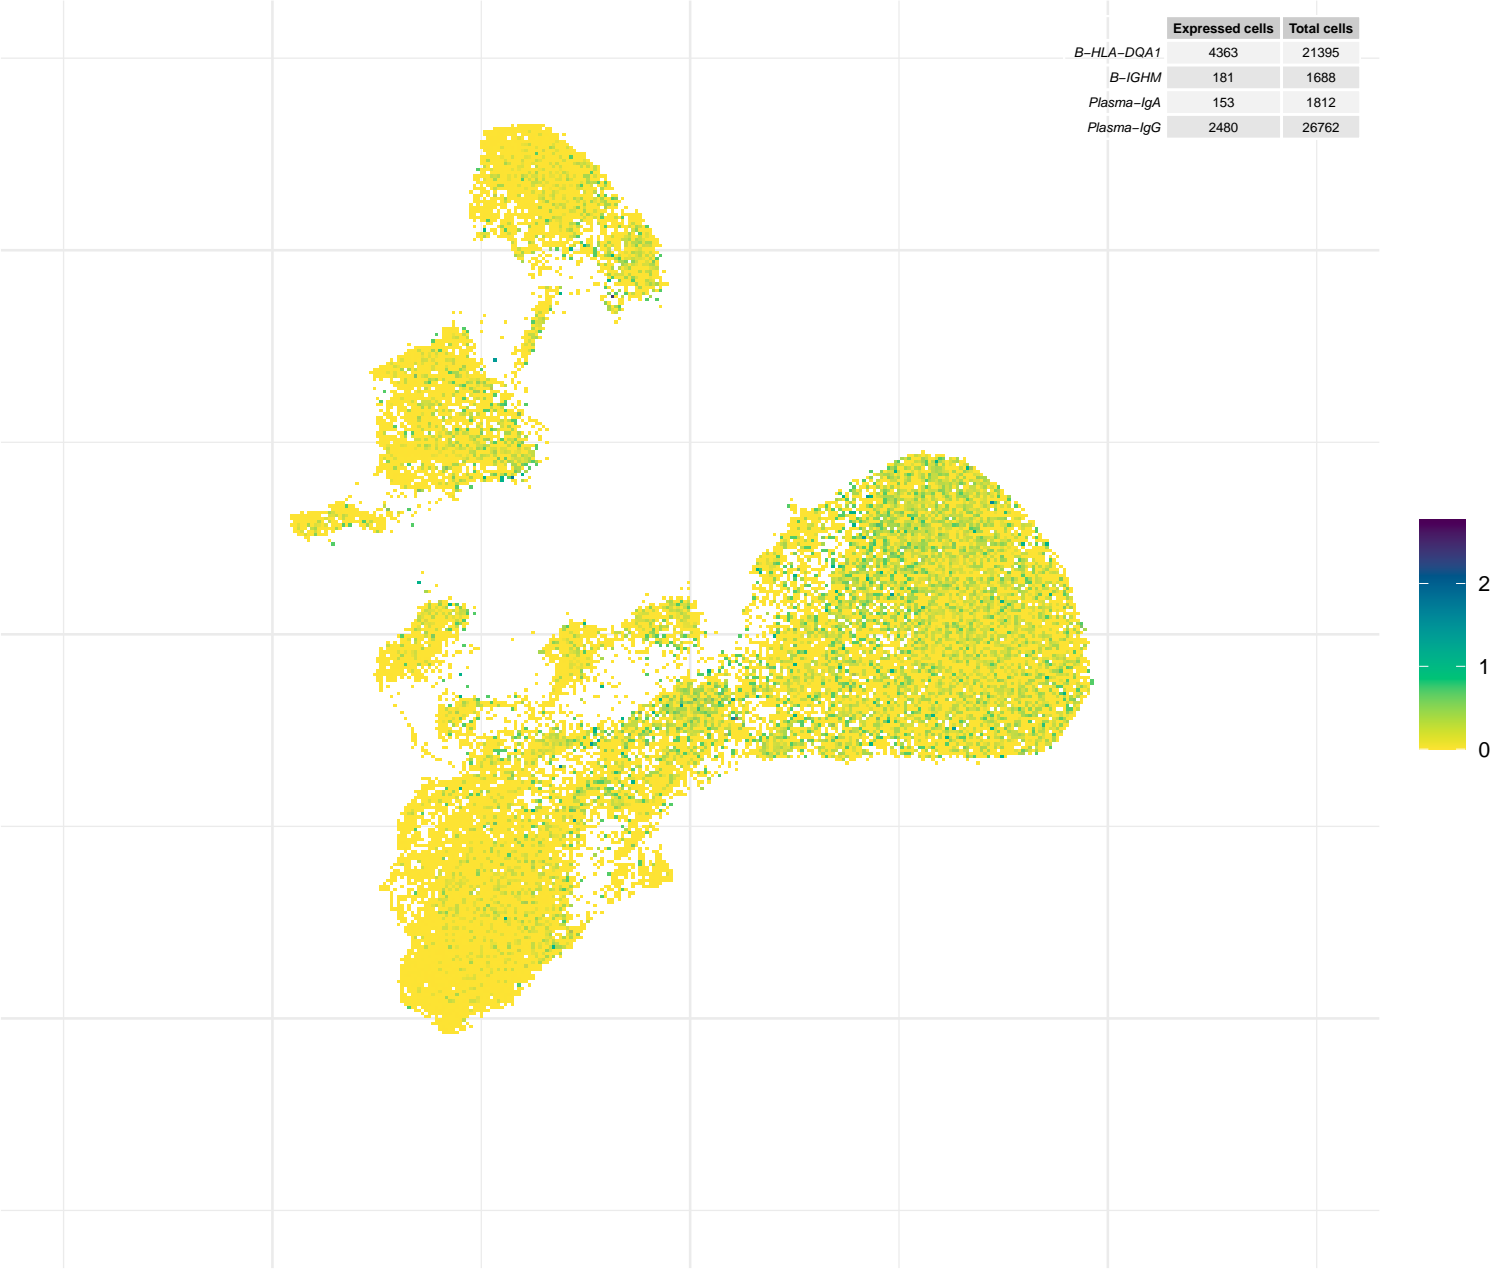 Expressed cells Total cells
B−HLA−DQA1 4363 21395
B−IGHM 181 1688
Plasma−IgA 153 1812
Plasma−IgG 2480 26762
2
1
0